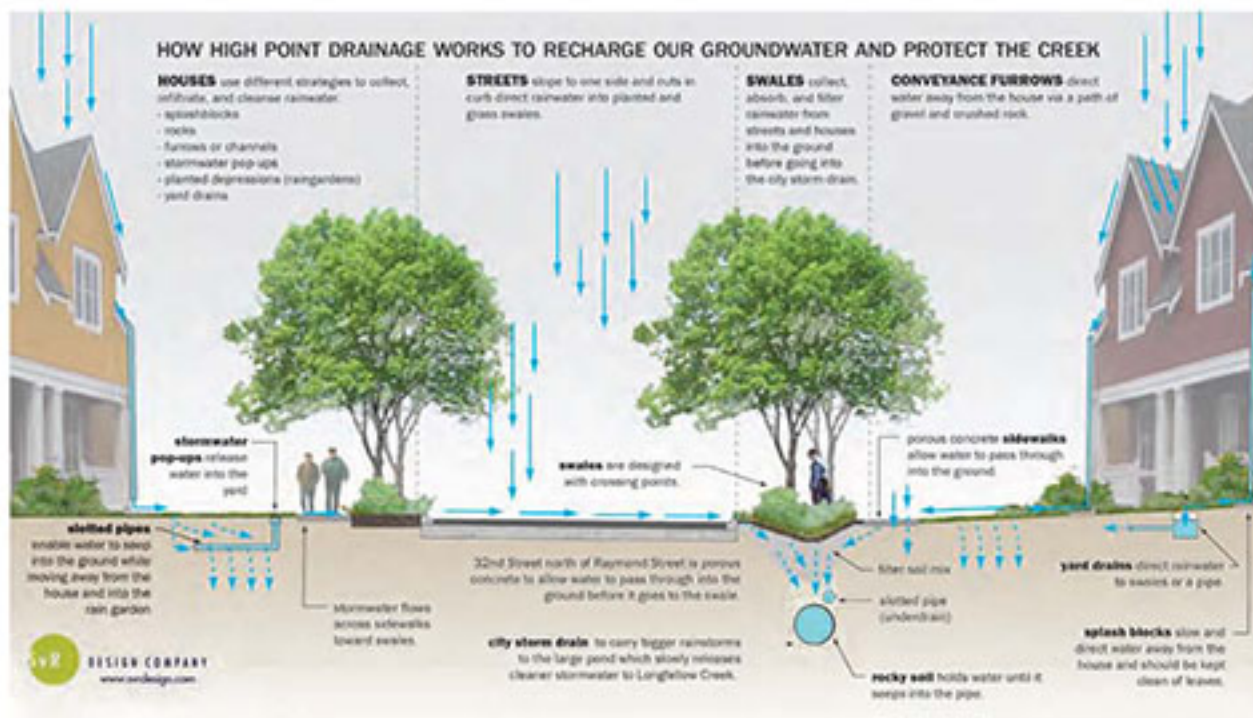 HOW HIGH POINT DRAINAGE WORKS TO RECHARGE OUR GROUNDWATER AND PROTECT THE CREEK
HOUSES use different strategies to collect,
infiltrate, and cleanse rainwater.
- splashblocks
- rocks
- furrows or channels
- stormwater pop-ups
- planted depressions (raingardens)
- yard drains
STREETS slope to one side and cuts in
curb direct rainwater into planted and
grass swales.
SWALES collect,
absorb, and filter
rainwater from
streets and houses
into the ground
before going into
the city storm drain.
CONVEYANCE FURROWS direct
water away from the house via a path of
gravel and crushed rock.
stormwater
pop-ups release
water into the
yard
swales are designed
with crossing points.
porous concrete sidewalks
allow water to pass through
into the ground.
slotted pipes
enable water to seep
into the ground while
moving away from the
house and into the
rain garden
stormwater flows
across sidewalks
toward swales.
32nd Street north of Raymond Street is porous
concrete to allow water to pass through into the
ground before it goes to the swale.
city storm drain to carry bigger rainstorms
to the large pond which slowly releases
cleaner stormwater to Longfellow Creek.
filter soil mix
slotted pipe
(underdrain)
rocky soil holds water until it
seeps into the pipe.
yard drains direct rainwater
to swales or a pipe.
splash blocks slow and
direct water away from the
house and should be kept
clean of leaves.
svR DESIGN COMPANY
www.svrdesign.com